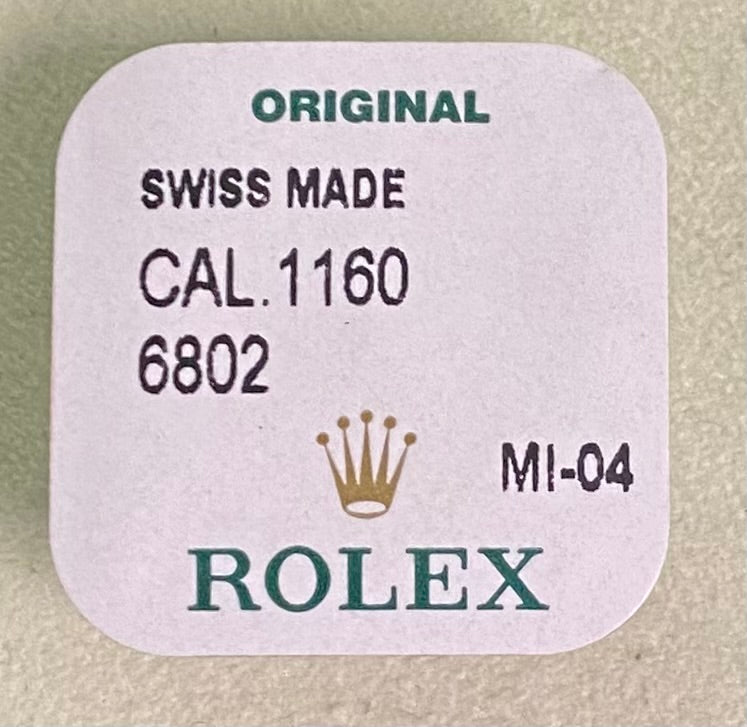 ORIGINAL
SWISS MADE
CAL.1160
6802
MI-04
ROLEX